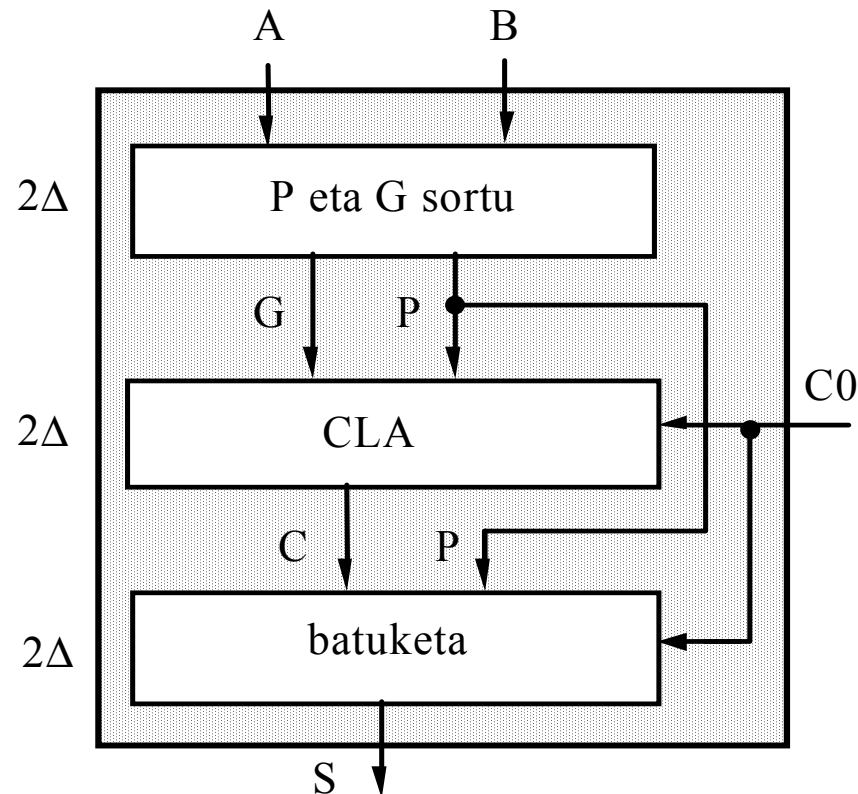 A B
2Δ P eta G sortu
G P
C0
2Δ CLA
C P
2Δ batuketa
S